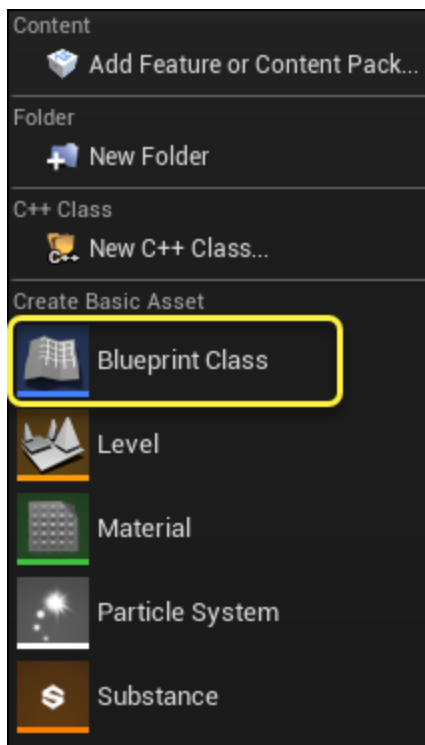 Content
Add Feature or Content Pack...
Folder
New Folder
C++ Class
C++
New C++ Class...
Create Basic Asset
Blueprint Class
Level
Material
Particle System
Substance